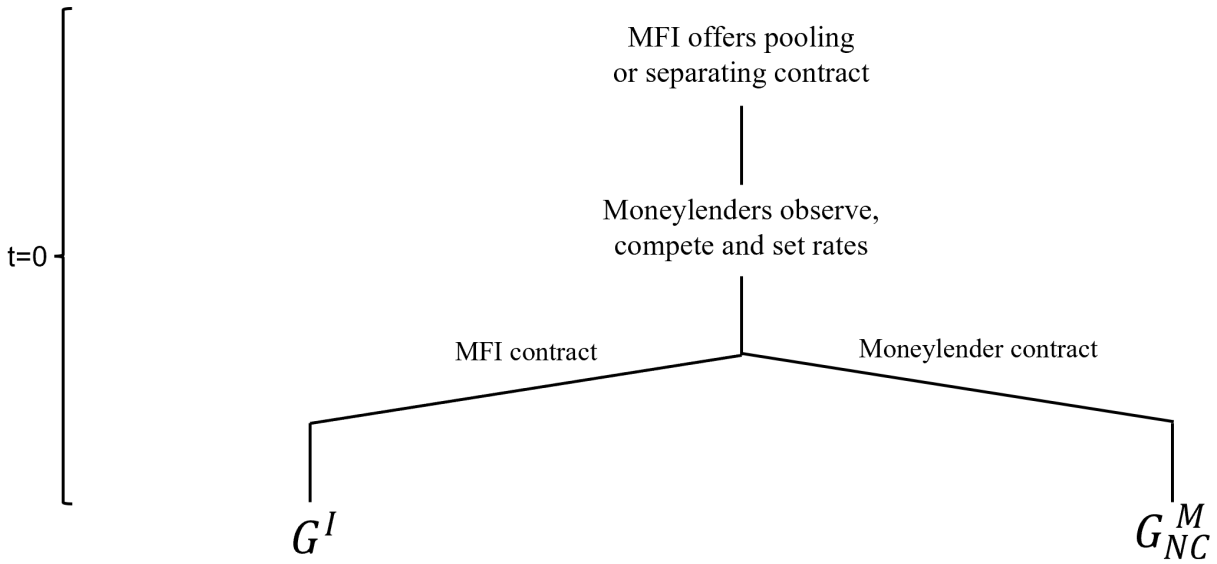 MFI offers pooling
or separating contract
Moneylenders observe,
compete and set rates
t=0
MFI contract
Moneylender contract
G^I
G^M_NC